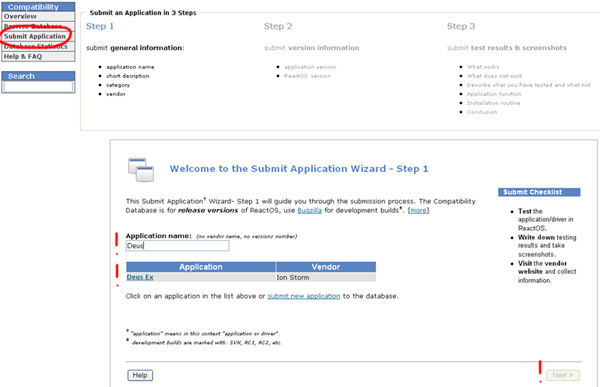 Compatibility
Overview
Browse Database
Submit Application
Database Statistics
Help & FAQ
Search
Submit an Application in 3 Steps
Step 1
submit general information:
application name
short decription
category
vendor
Step 2
submit version information
application version
ReactOS version
Step 3
submit test results & screenshots
What works
What does not work
Describe what you have tested and what not
Application function
Installation routine
Conclusion
Welcome to the Submit Application Wizard - Step 1
This Submit Application† Wizard- Step 1 will guide you through the submission process. The Compatibility
Database is for release versions of ReactOS, use Bugzilla for development builds‡. [more]
Application name: (no vendor name, no versions number)
Deus
Application Vendor
Deus Ex Ion Storm
Click on an application in the list above or submit new application to the database.
† "application" means in this context "application or driver".
‡ development builds are marked with: SVN, RC1, RC2, etc.
Submit Checklist
Test the
application/driver in
ReactOS.
Write down testing
results and take
screenshots.
Visit the vendor
website and collect
information.
Help
Next >